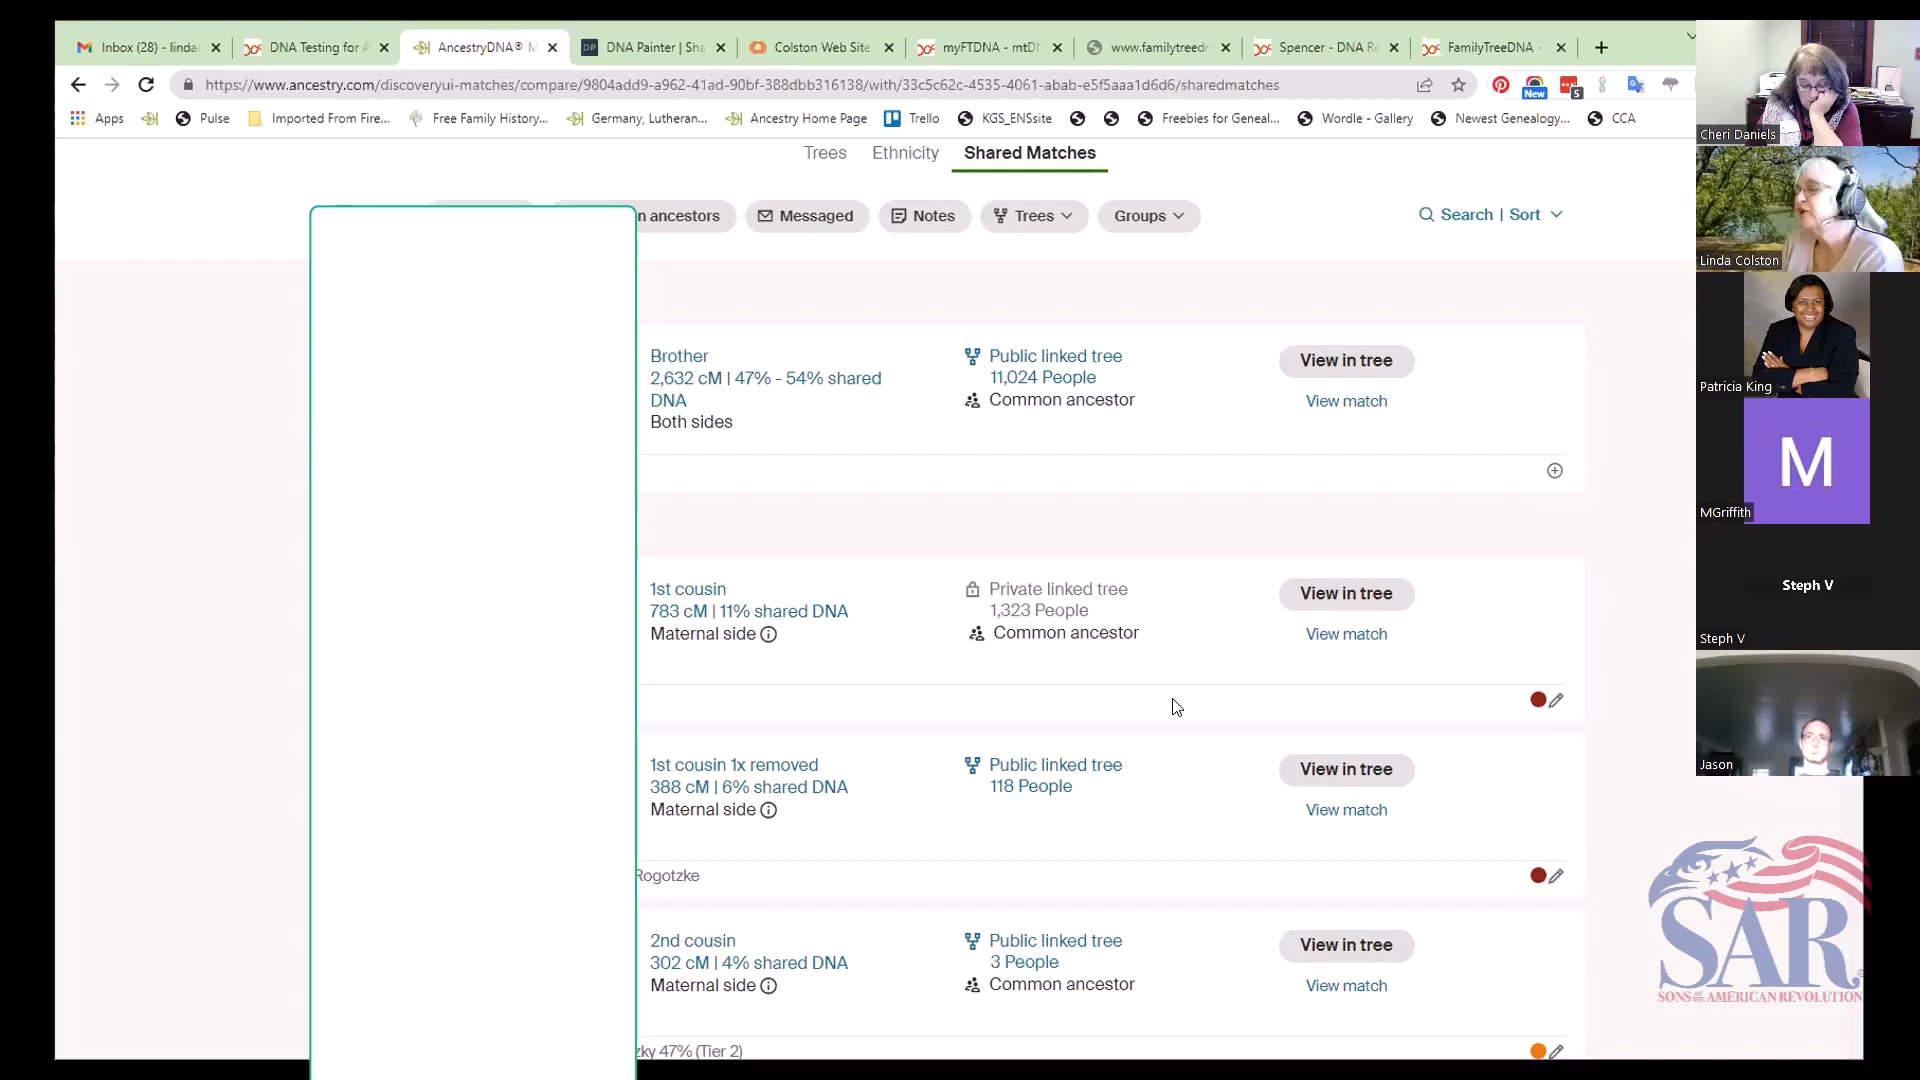 Inbox (28) - linda
DNA Testing for A
AncestryDNA® M
DNA Painter | Sha
Colston Web Site
myFTDNA - mtD
www.familytreed
Spencer - DNA Re
FamilyTreeDNA -
https://www.ancestry.com/discoveryui-matches/compare/9804add9-a962-41ad-90bf-388dbb316138/with/33c5c62c-4535-4061-abab-e5f5aaa1d6d6/sharedmatches
New
5
Apps
Pulse
Imported From Fire...
Free Family History...
Germany, Lutheran...
Ancestry Home Page
Trello
KGS_ENSsite
Freebies for Geneal...
Wordle - Gallery
Newest Genealogy...
CCA
Trees
Ethnicity
Shared Matches
n ancestors
Messaged
Notes
Trees
Groups
Search | Sort
Brother
2,632 cM | 47% - 54% shared
DNA
Both sides
Public linked tree
11,024 People
Common ancestor
View in tree
View match
1st cousin
783 cM | 11% shared DNA
Maternal side
Private linked tree
1,323 People
Common ancestor
View in tree
View match
1st cousin 1x removed
388 cM | 6% shared DNA
Maternal side
Public linked tree
118 People
View in tree
View match
Rogotzke
2nd cousin
302 cM | 4% shared DNA
Maternal side
Public linked tree
3 People
Common ancestor
View in tree
View match
zky 47% (Tier 2)
Cheri Daniels
Linda Colston
Patricia King
M
MGriffith
Steph V
Steph V
Jason
SAR
SONS OF THE AMERICAN REVOLUTION